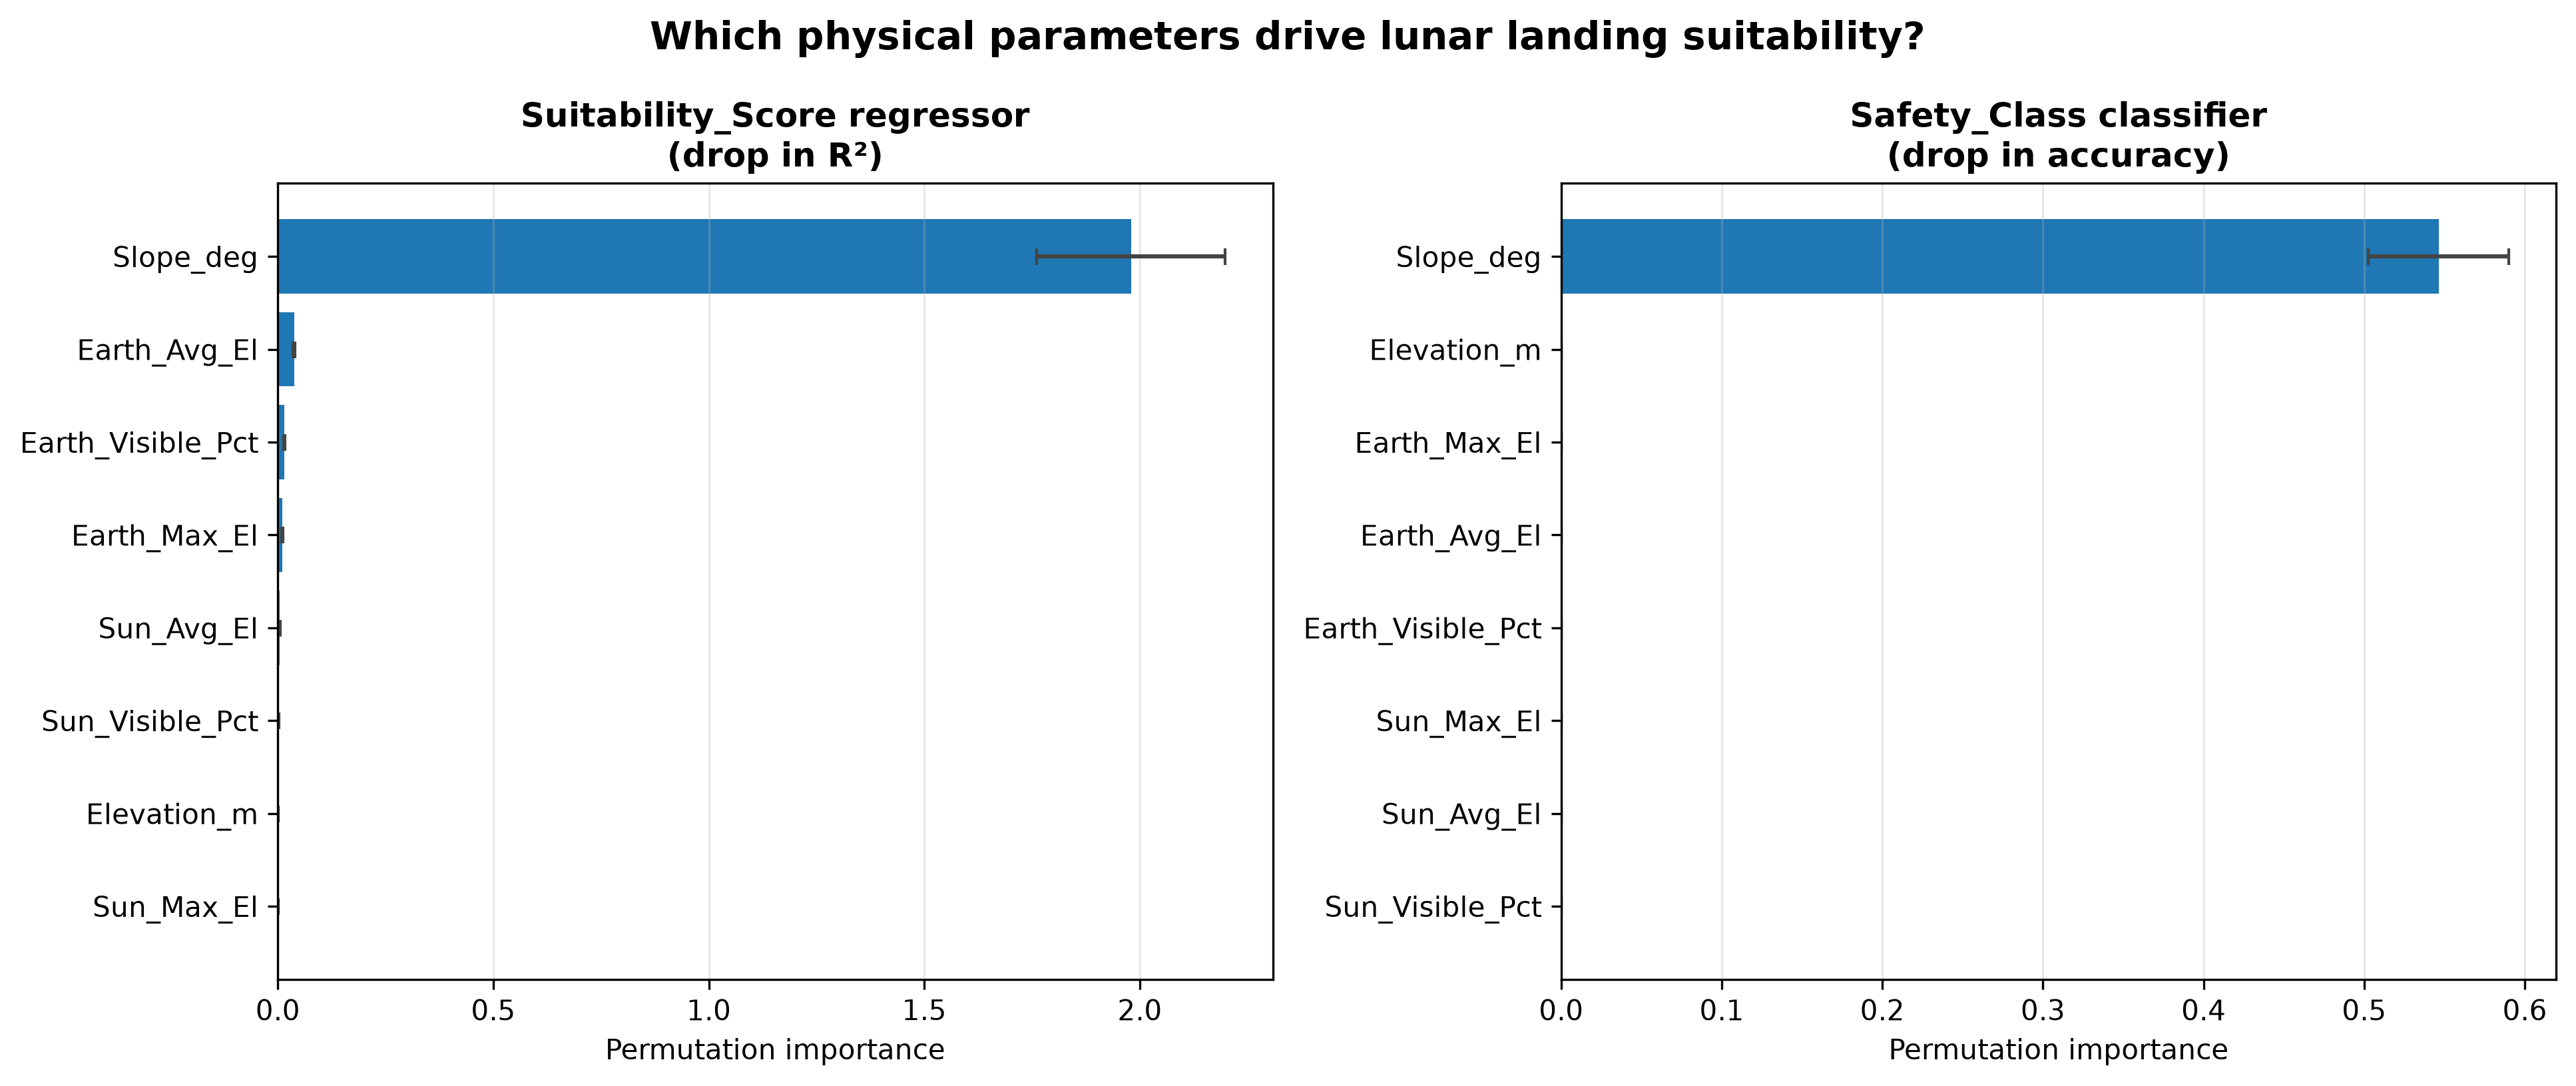 Which physical parameters drive lunar landing suitability?
Suitability_Score regressor
(drop in R²)
Slope_deg
Earth_Avg_El
Earth_Visible_Pct
Earth_Max_El
Sun_Avg_El
Sun_Visible_Pct
Elevation_m
Sun_Max_El
0.0 0.5 1.0 1.5 2.0
Permutation importance
Safety_Class classifier
(drop in accuracy)
Slope_deg
Elevation_m
Earth_Max_El
Earth_Avg_El
Earth_Visible_Pct
Sun_Max_El
Sun_Avg_El
Sun_Visible_Pct
0.0 0.1 0.2 0.3 0.4 0.5 0.6
Permutation importance